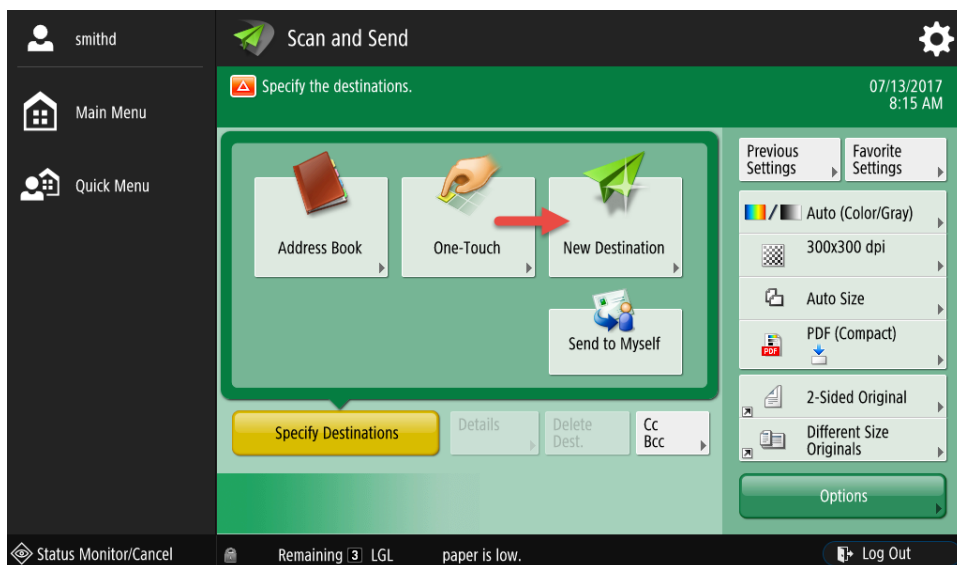 smithd
Main Menu
Quick Menu
Status Monitor/Cancel
Scan and Send
Specify the destinations.
07/13/2017
8:15 AM
Address Book
One-Touch
New Destination
Send to Myself
Specify Destinations
Details
Delete
Dest.
Cc
Bcc
Previous
Settings
Favorite
Settings
Auto (Color/Gray)
300x300 dpi
Auto Size
PDF
PDF (Compact)
2-Sided Original
Different Size
Originals
Options
Remaining 3 LGL paper is low.
Log Out